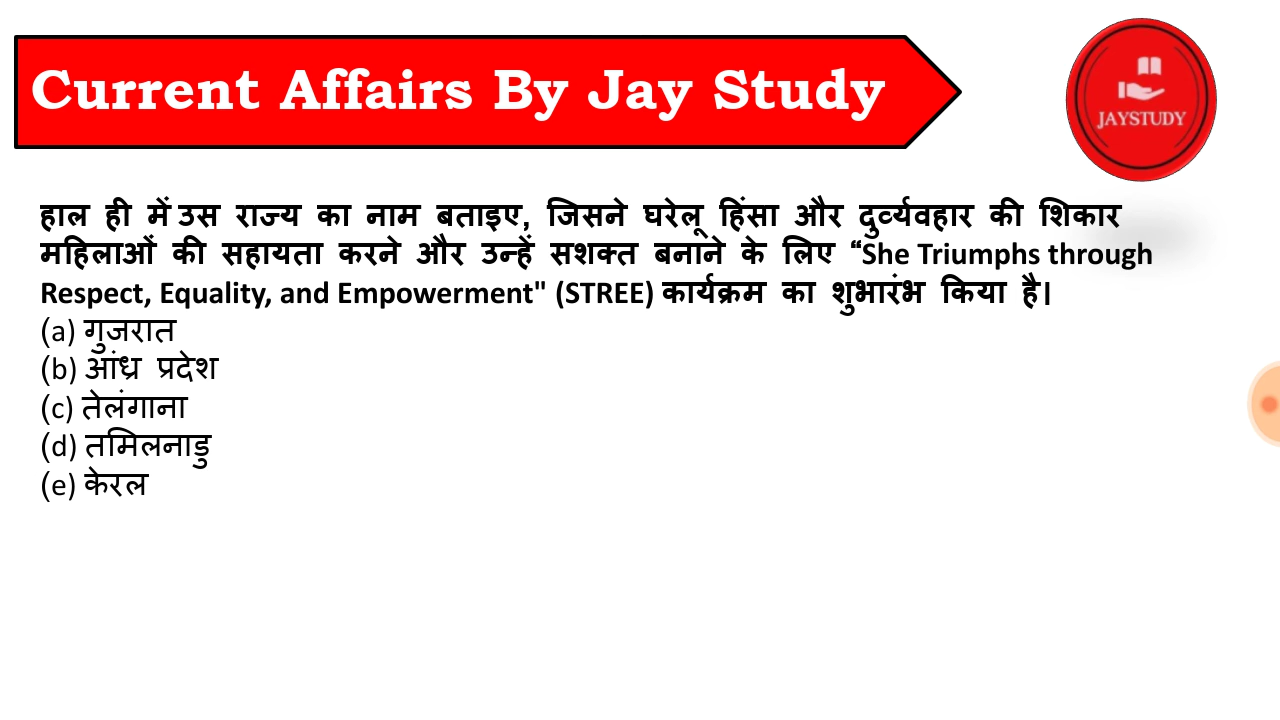 Current Affairs By Jay Study
JAYSTUDY
हाल ही में उस राज्य का नाम बताइए, जिसने घरेलू हिंसा और दुर्व्यवहार की शिकार
महिलाओं की सहायता करने और उन्हें सशक्त बनाने के लिए “She Triumphs through
Respect, Equality, and Empowerment" (STREE) कार्यक्रम का शुभारंभ किया है।
(a) गुजरात
(b) आंध्र प्रदेश
(c) तेलंगाना
(d) तमिलनाडु
(e) केरल